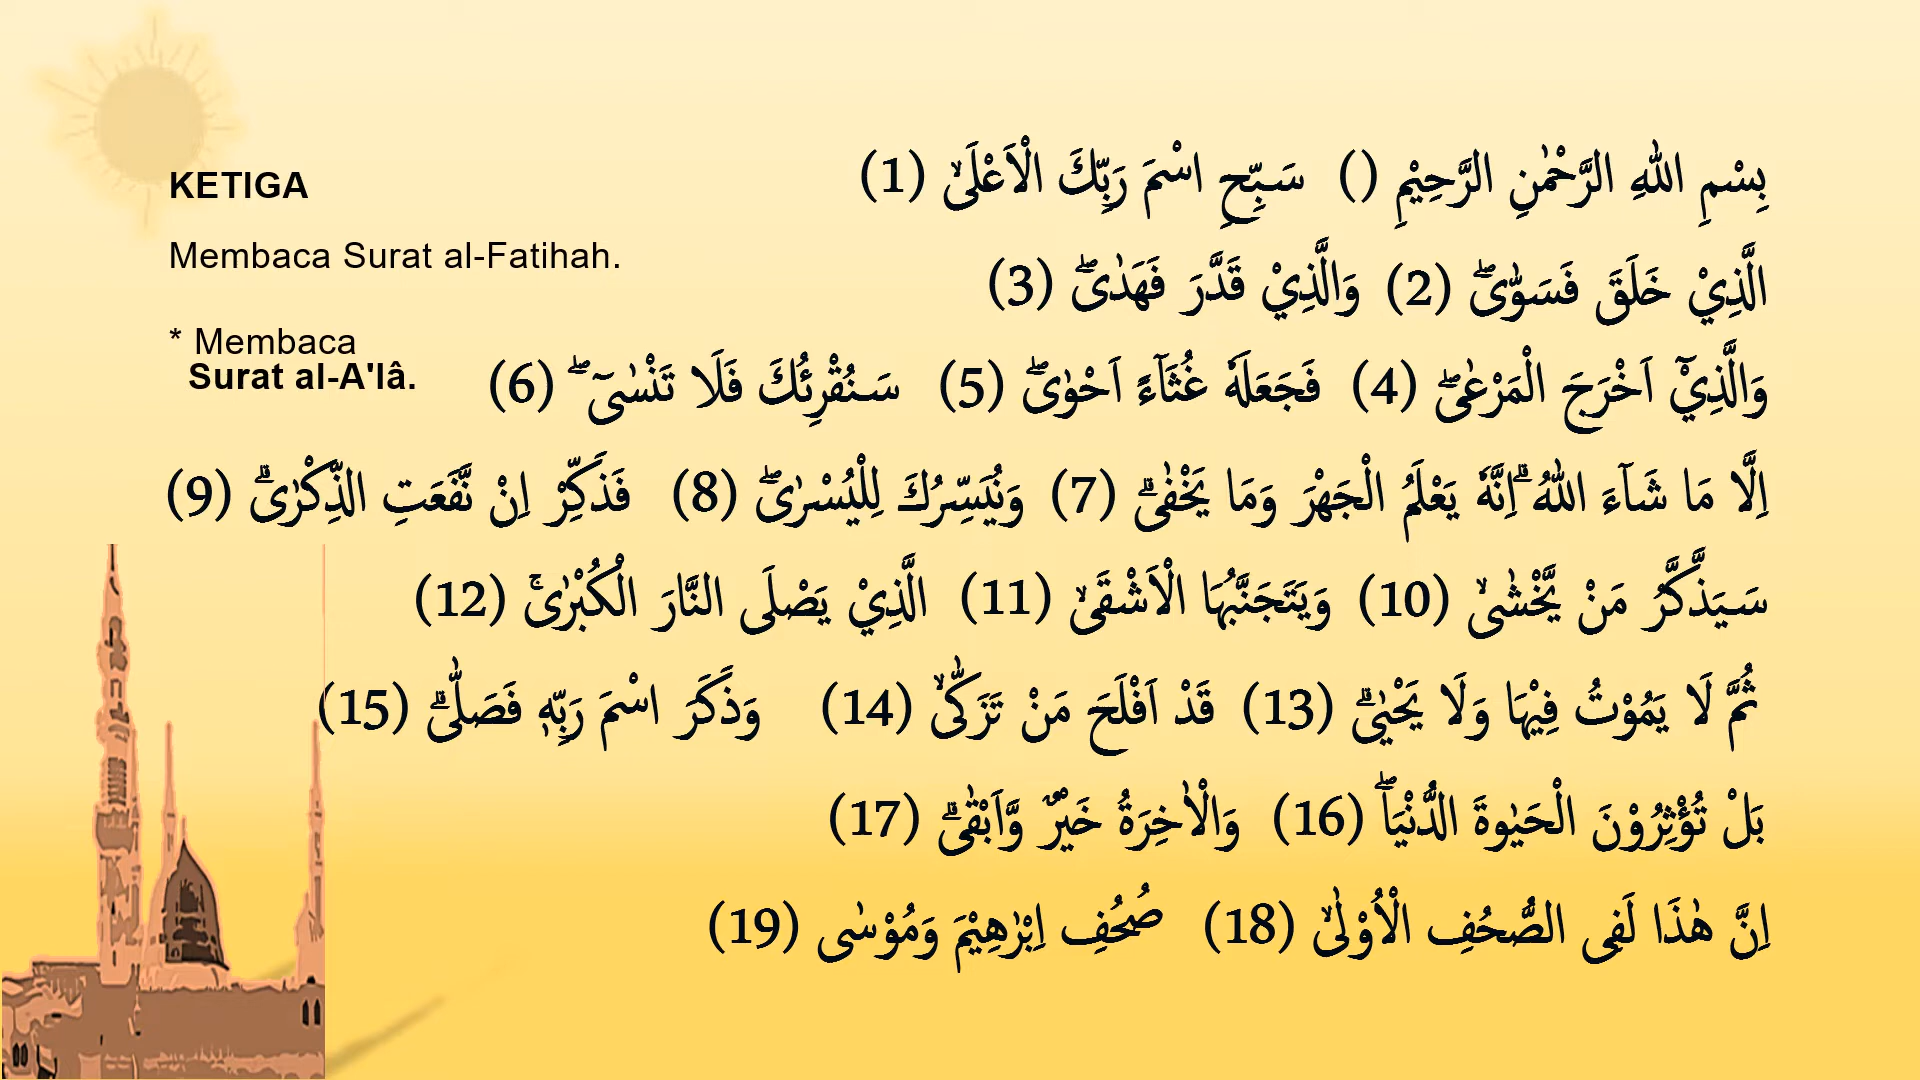 KETIGA
Membaca Surat al-Fatihah.
* Membaca
Surat al-A'lâ.
بِسْمِ اللّٰهِ الرَّحْمٰنِ الرَّحِيْمِ () سَبِّحِ اسْمَ رَبِّكَ الْاَعْلَىۙ (1)
الَّذِيْ خَلَقَ فَسَوّٰىۖ (2) وَالَّذِيْ قَدَّرَ فَهَدٰىۖ (3)
وَالَّذِيْٓ اَخْرَجَ الْمَرْعٰىۖ (4) فَجَعَلَهٗ غُثَاۤءً اَحْوٰىۖ (5) سَنُقْرِئُكَ فَلَا تَنْسٰىٓ ۖ (6)
اِلَّا مَا شَاۤءَ اللّٰهُ ۗاِنَّهٗ يَعْلَمُ الْجَهْرَ وَمَا يَخْفٰىۗ (7) وَنُيَسِّرُكَ لِلْيُسْرٰىۖ (8) فَذَكِّرْ اِنْ نَّفَعَتِ الذِّكْرٰىۗ (9)
سَيَذَّكَّرُ مَنْ يَّخْشٰىۙ (10) وَيَتَجَنَّبُهَا الْاَشْقَىۙ (11) الَّذِيْ يَصْلَى النَّارَ الْكُبْرٰىۚ (12)
ثُمَّ لَا يَمُوْتُ فِيْهَا وَلَا يَحْيٰىۗ (13) قَدْ اَفْلَحَ مَنْ تَزَكّٰىۙ (14) وَذَكَرَ اسْمَ رَبِّهٖ فَصَلّٰىۗ (15)
بَلْ تُؤْثِرُوْنَ الْحَيٰوةَ الدُّنْيَاۖ (16) وَالْاٰخِرَةُ خَيْرٌ وَّاَبْقٰىۗ (17)
اِنَّ هٰذَا لَفِى الصُّحُفِ الْاُوْلٰىۙ (18) صُحُفِ اِبْرٰهِيْمَ وَمُوْسٰى (19)